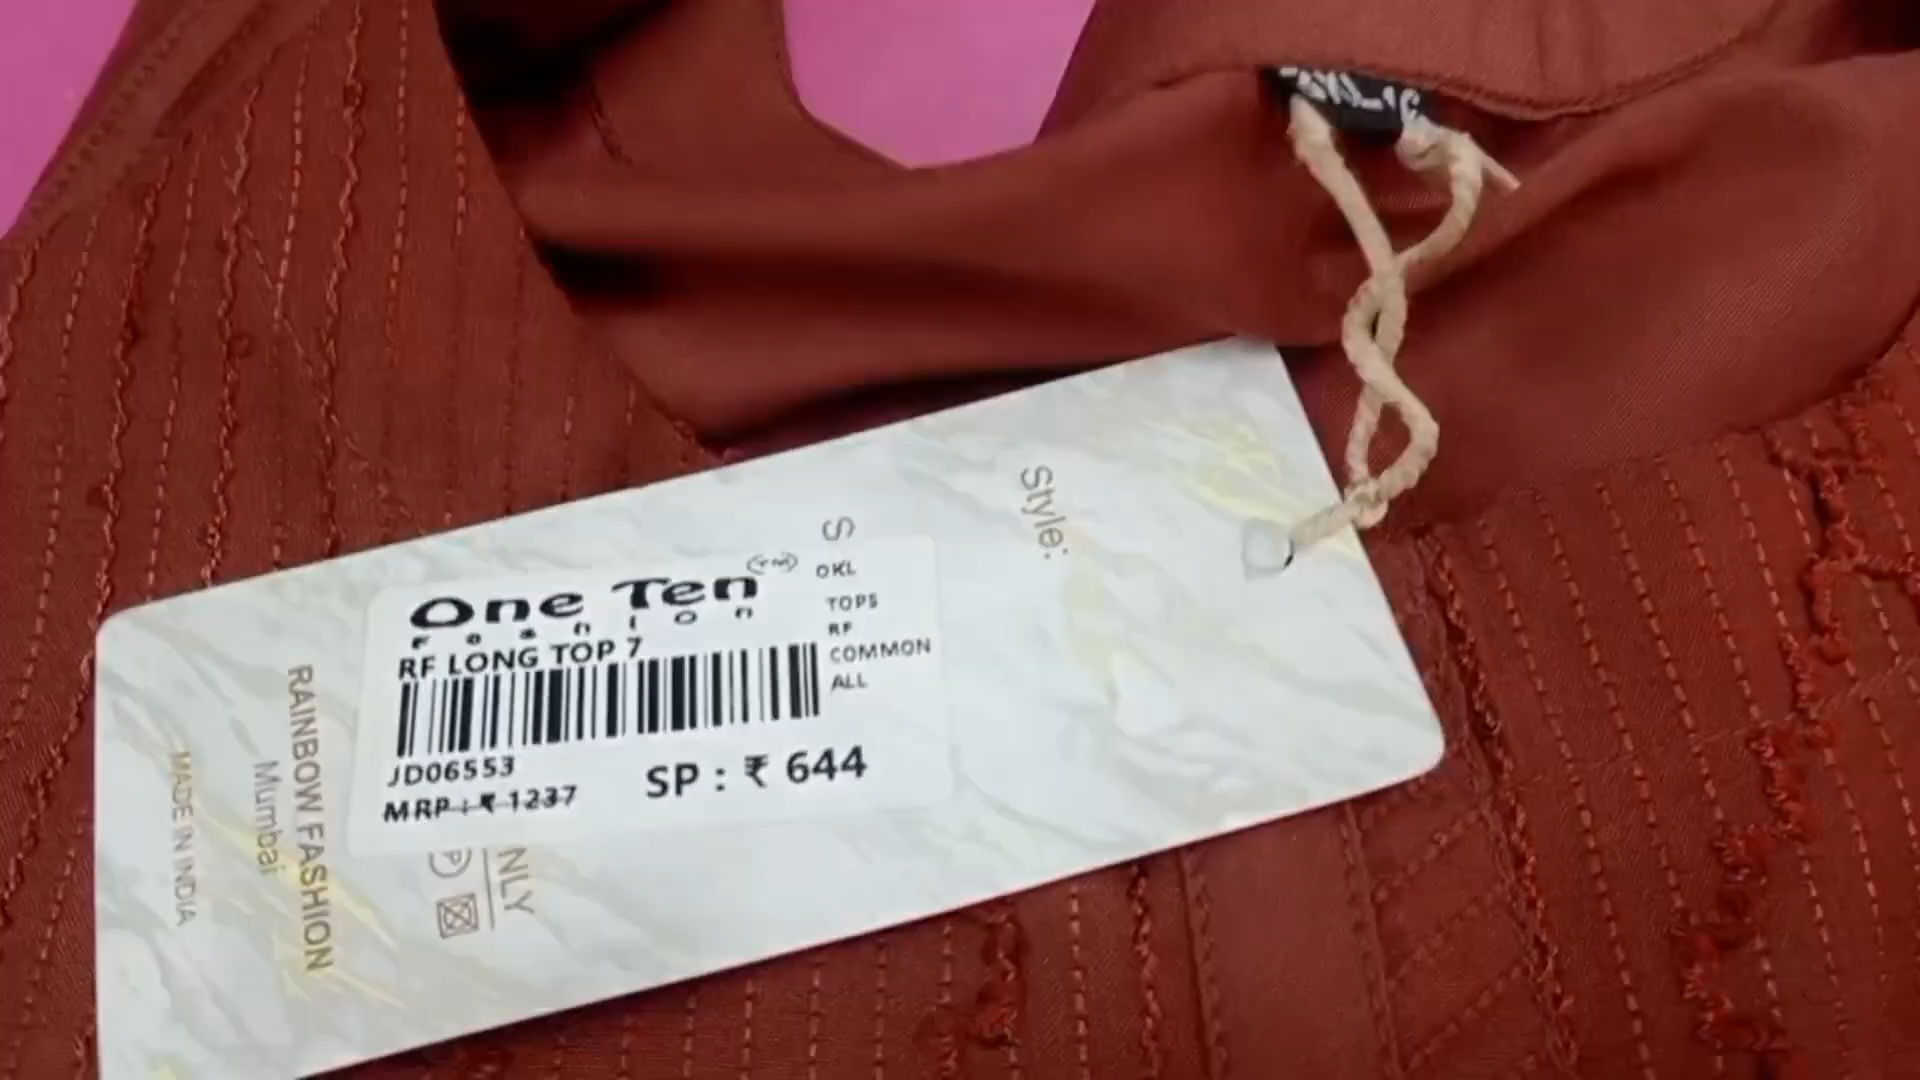 Style:
S
One Ten (TM)
Fashion
RF LONG TOP 7
OKL
TOPS
RF
COMMON
ALL
JD06553
MRP : ₹ 1237
SP : ₹ 644
NLY
P
RAINBOW FASHION
Mumbai
MADE IN INDIA